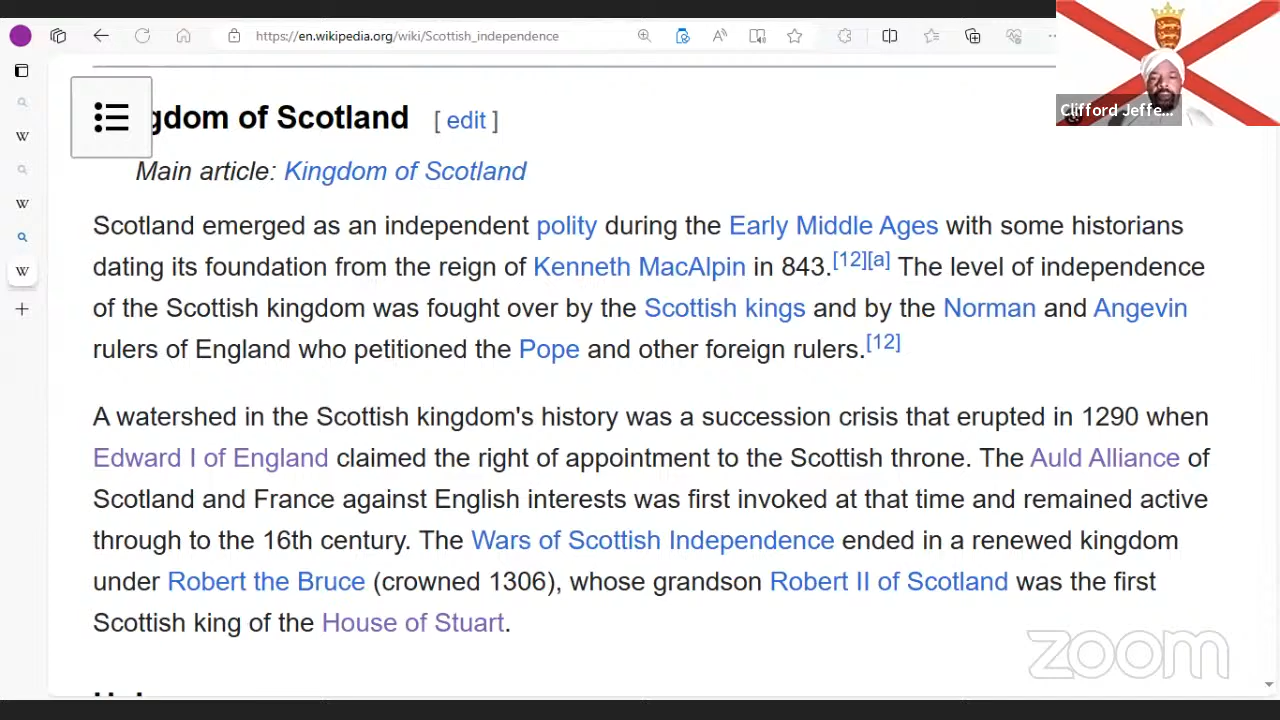 https://en.wikipedia.org/wiki/Scottish_independence
Clifford Jeffe...
gdom of Scotland [ edit ]
Main article: Kingdom of Scotland
Scotland emerged as an independent polity during the Early Middle Ages with some historians
dating its foundation from the reign of Kenneth MacAlpin in 843.[12][a] The level of independence
of the Scottish kingdom was fought over by the Scottish kings and by the Norman and Angevin
rulers of England who petitioned the Pope and other foreign rulers.[12]
A watershed in the Scottish kingdom's history was a succession crisis that erupted in 1290 when
Edward I of England claimed the right of appointment to the Scottish throne. The Auld Alliance of
Scotland and France against English interests was first invoked at that time and remained active
through to the 16th century. The Wars of Scottish Independence ended in a renewed kingdom
under Robert the Bruce (crowned 1306), whose grandson Robert II of Scotland was the first
Scottish king of the House of Stuart.
zoom